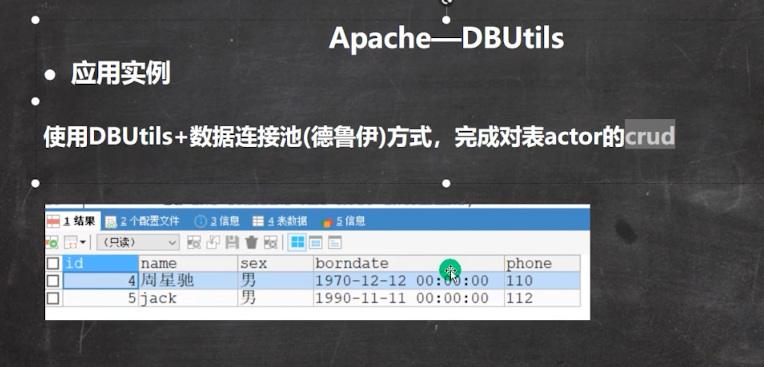 Apache—DBUtils
● 应用实例
使用DBUtils+数据连接池(德鲁伊)方式，完成对表actor的crud
1 结果 2 个配置文件 3 信息 4 表数据 5 信息
（只读）
id name sex borndate phone
4 周星驰 男 1970-12-12 00:00:00 110
5 jack 男 1990-11-11 00:00:00 112